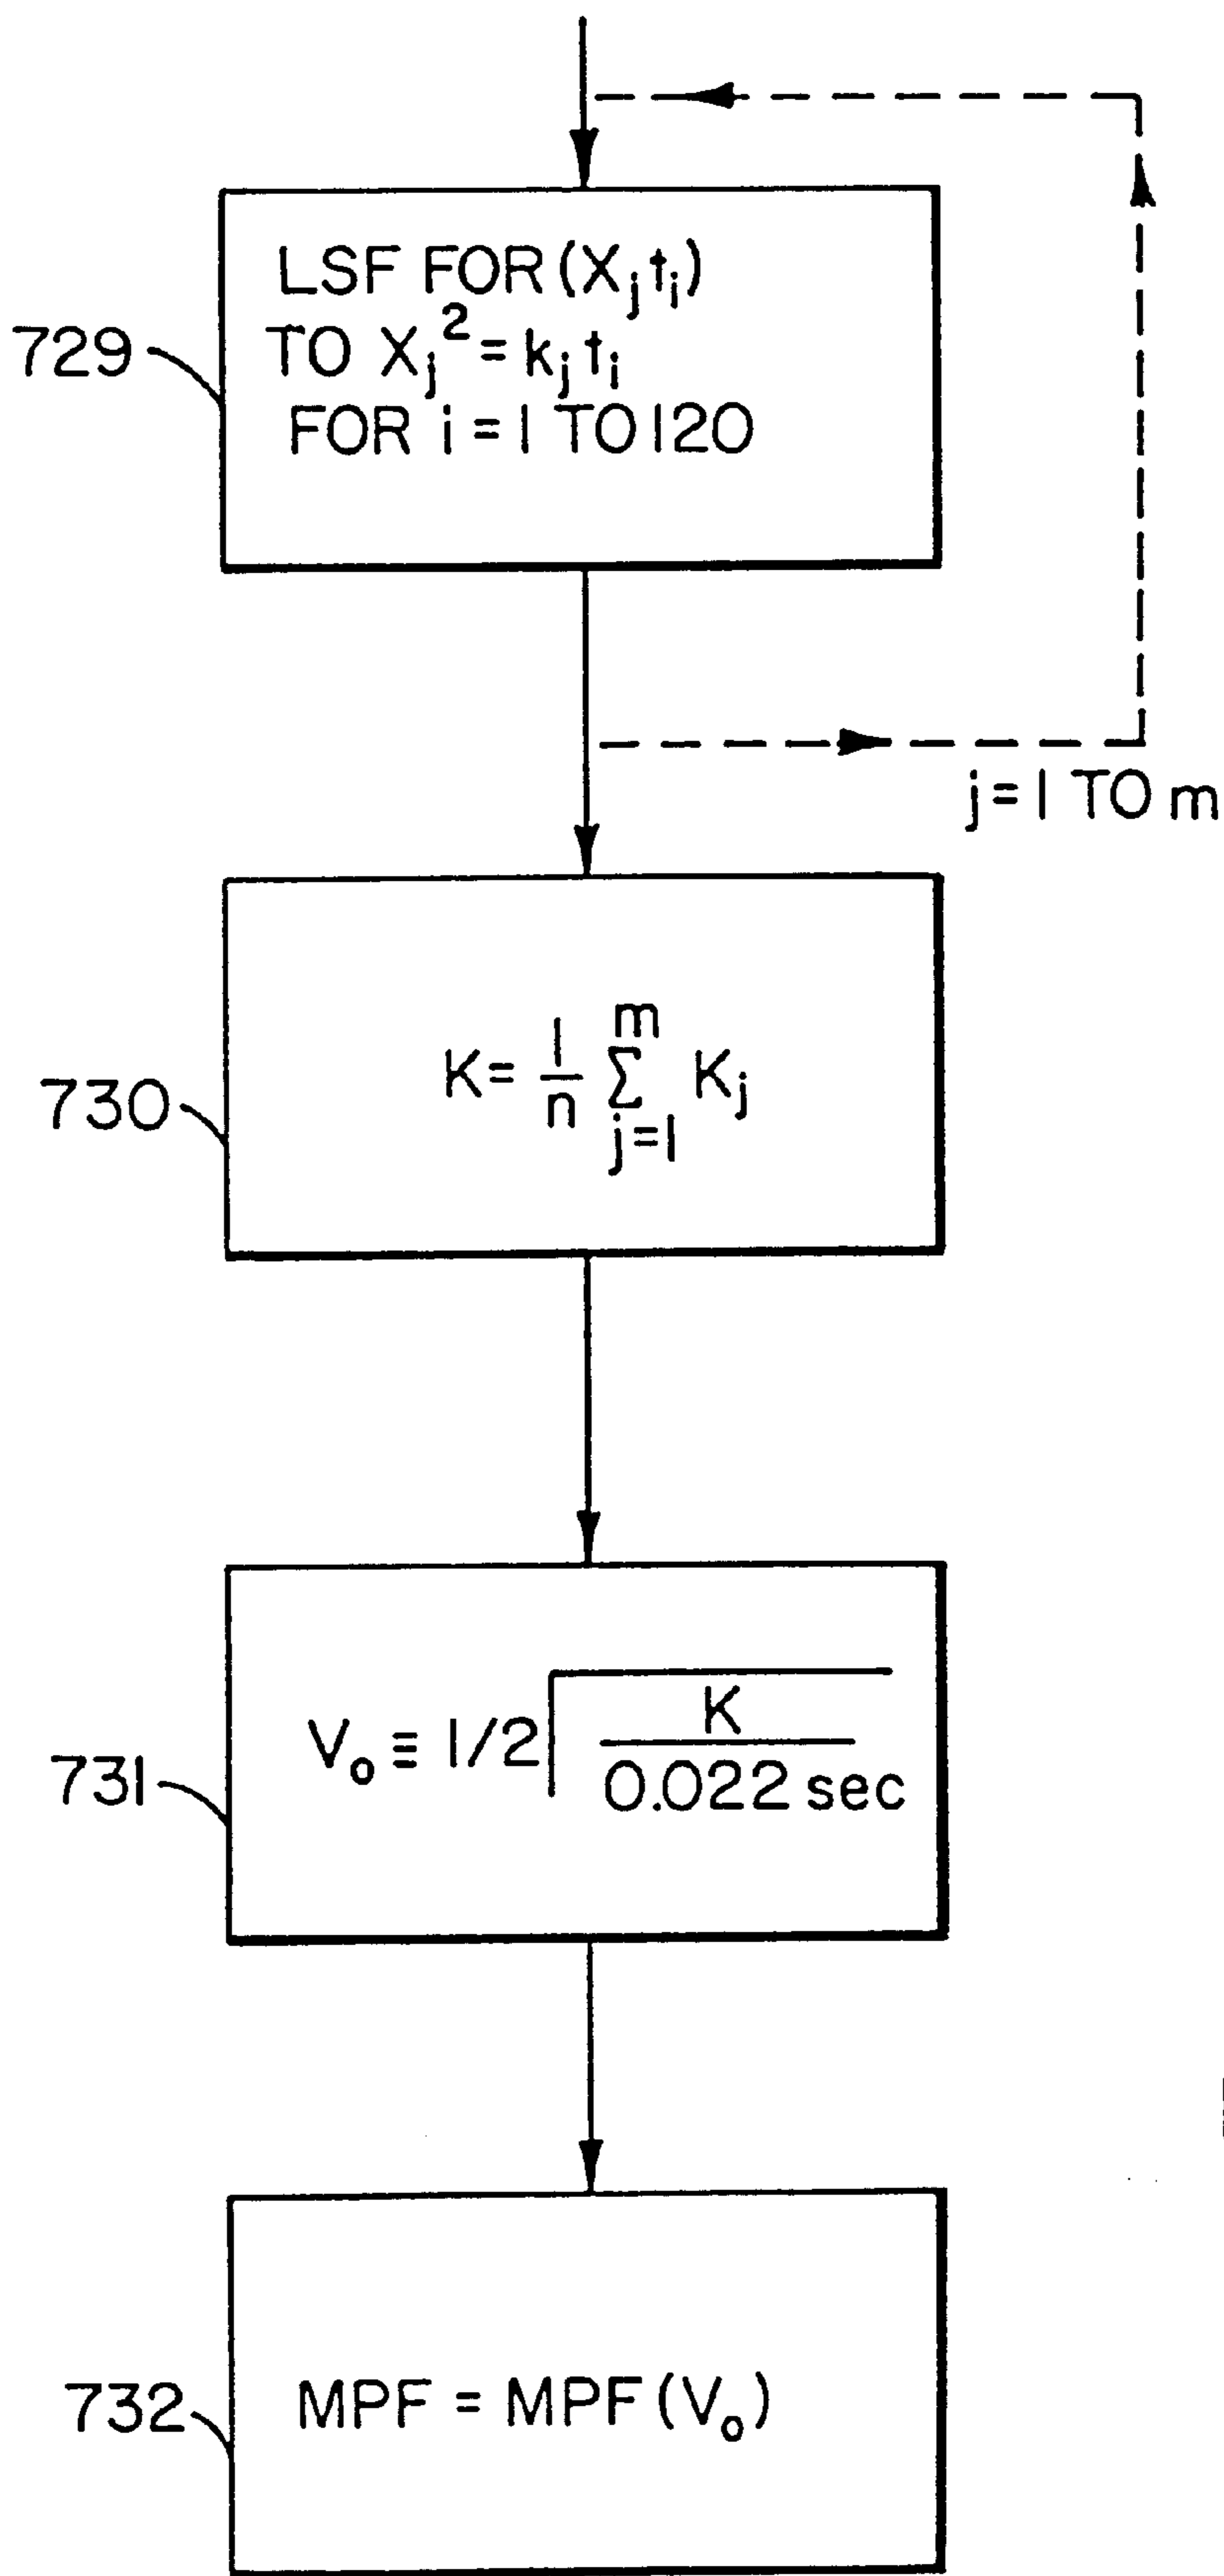 LSF FOR (X_j t_i)
TO X_j^2 = k_j t_i
FOR i = 1 TO 120
729
j = 1 TO m
K = 1/n Σ_{j=1}^{m} K_j
730
V_o ≡ 1/2 √(K / 0.022 sec)
731
MPF = MPF (V_o)
732